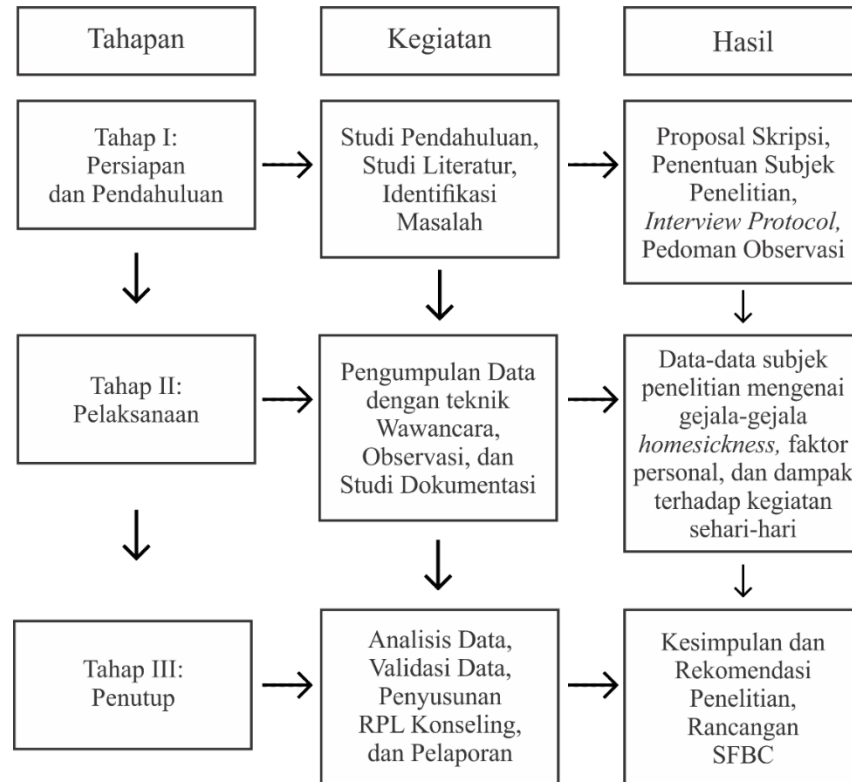 Tahapan
Kegiatan
Hasil
Tahap I:
Persiapan
dan Pendahuluan
Studi Pendahuluan,
Studi Literatur,
Identifikasi
Masalah
Proposal Skripsi,
Penentuan Subjek
Penelitian,
Interview Protocol,
Pedoman Observasi
Tahap II:
Pelaksanaan
Pengumpulan Data
dengan teknik
Wawancara,
Observasi, dan
Studi Dokumentasi
Data-data subjek
penelitian mengenai
gejala-gejala
homesickness, faktor
personal, dan dampak
terhadap kegiatan
sehari-hari
Tahap III:
Penutup
Analisis Data,
Validasi Data,
Penyusunan
RPL Konseling,
dan Pelaporan
Kesimpulan dan
Rekomendasi
Penelitian,
Rancangan
SFBC